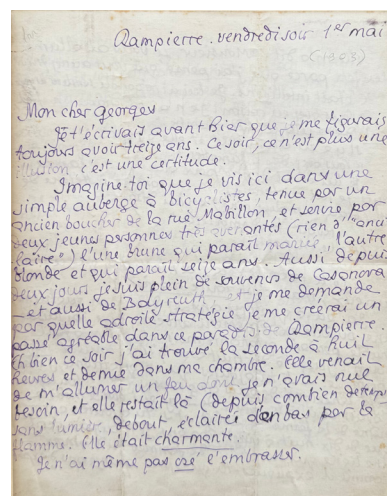 Rampierre. vendredi soir 1er mai
(1903)
Mon cher Georges
Je t'écrivais avant hier que je me figurais
toujours avoir treize ans. Ce soir, ce n'est plus une
illusion c'est une certitude.
Imagine-toi que je vis ici dans une
simple auberge à bicyclistes, tenue par un
ancien boucher de la rue Mabillon, et servie par
deux jeunes personnes très avenantes (rien d'"anci
laire") l'une brune qui paraît mariée, l'autre
blonde et qui paraît seize ans. Aussi depuis
deux jours je suis plein de souvenirs de Casanova
et aussi de Bayreuth et je me demande
par quelle adroite stratégie je me créerai un
passé agréable dans ce paradis de Rampierre
Eh bien ce soir j'ai trouvé la seconde à huit
heures et demie dans ma chambre. Elle venait
de m'allumer un feu dont je n'avais nul
besoin, et elle restait là (depuis combien de temps
sans lumière, debout, éclairée d'en bas par la
flamme. Elle était charmante.
Je n'ai même pas osé l'embrasser.